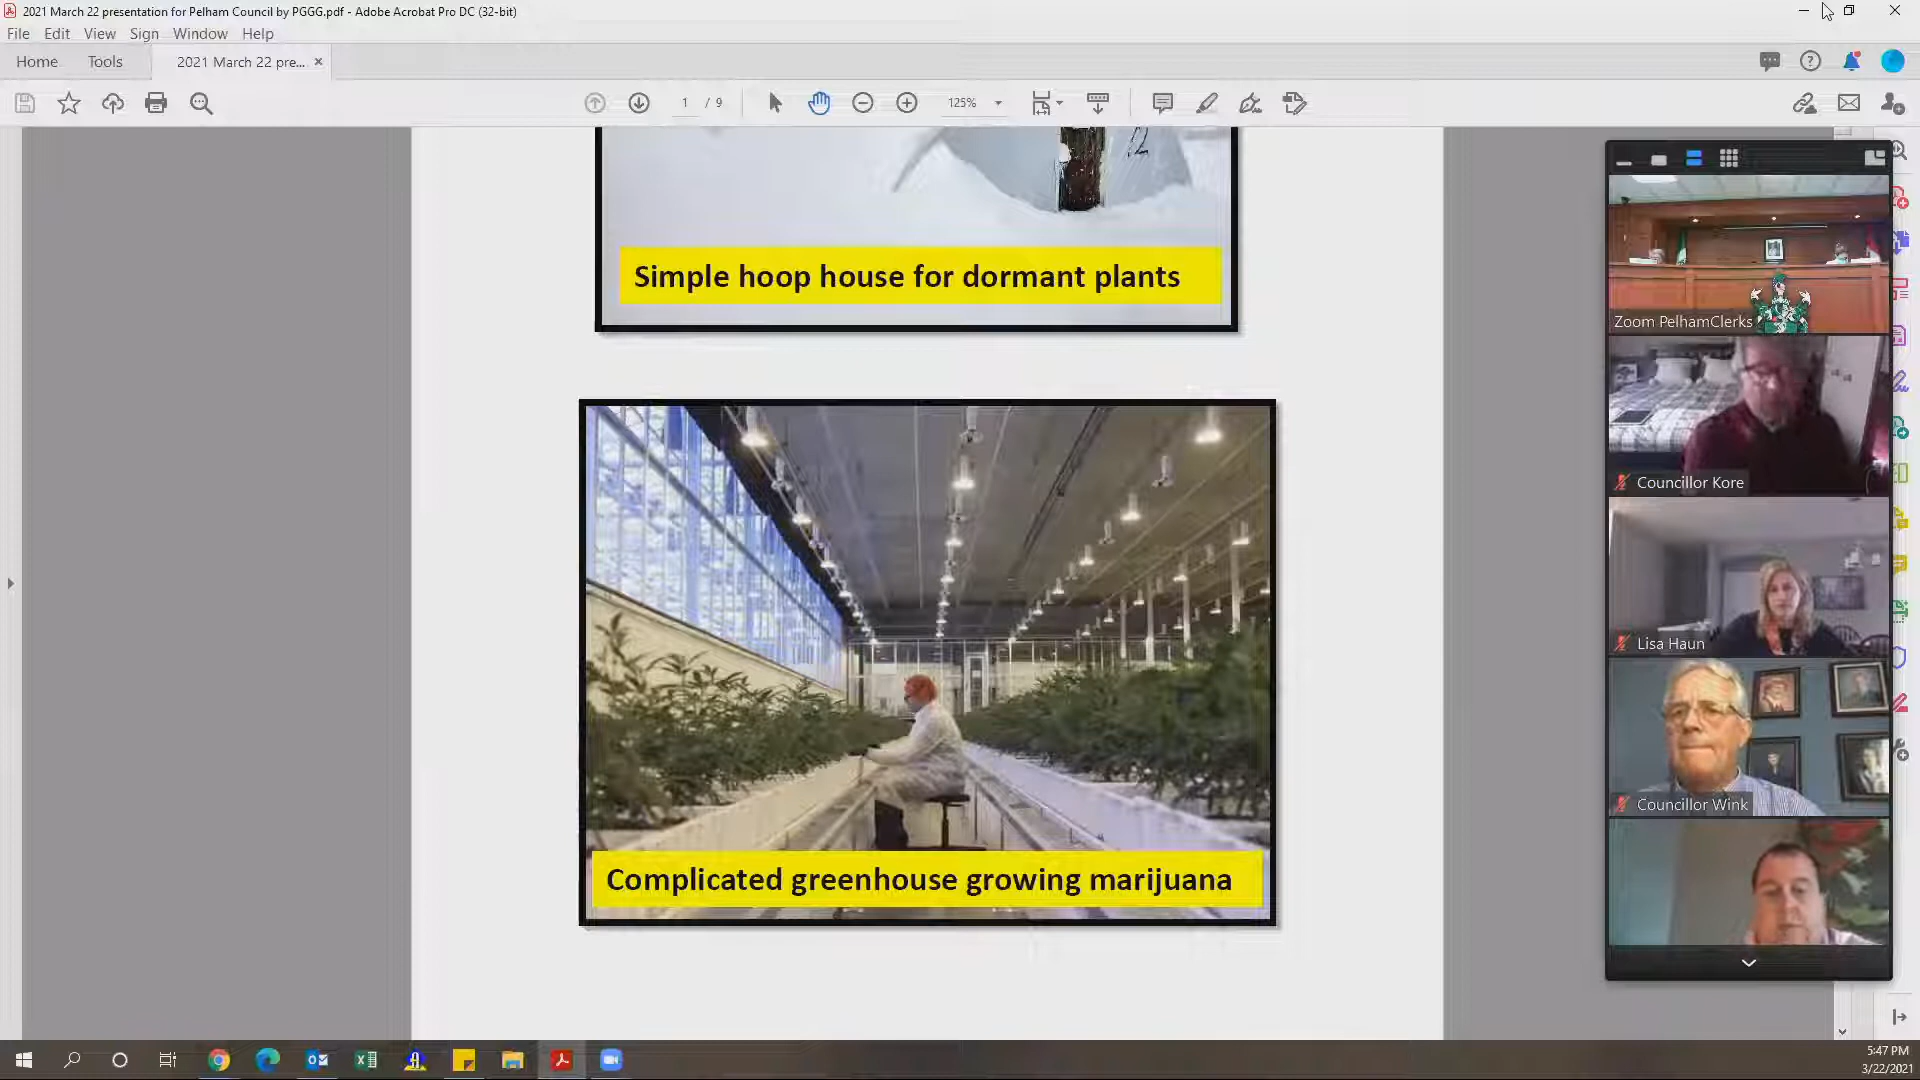 2021 March 22 presentation for Pelham Council by PGGG.pdf - Adobe Acrobat Pro DC (32-bit)
File Edit View Sign Window Help
Home Tools 2021 March 22 pre...
1 / 9 125%
12
Simple hoop house for dormant plants
Complicated greenhouse growing marijuana
Zoom PelhamClerks
Councillor Kore
Lisa Haun
Councillor Wink
5:47 PM
3/22/2021